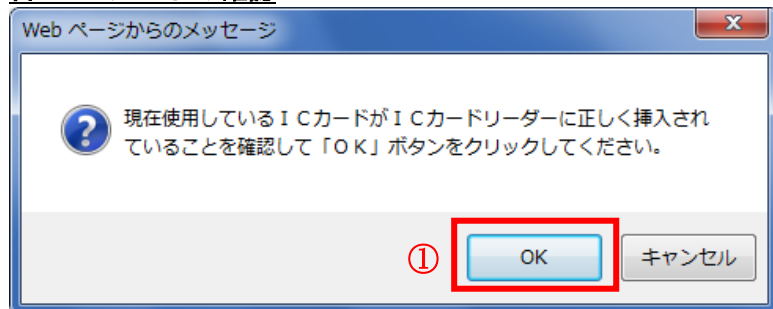 Web ページからのメッセージ
現在使用しているＩＣカードがＩＣカードリーダーに正しく挿入され
ていることを確認して「ＯＫ」ボタンをクリックしてください。
① OK キャンセル